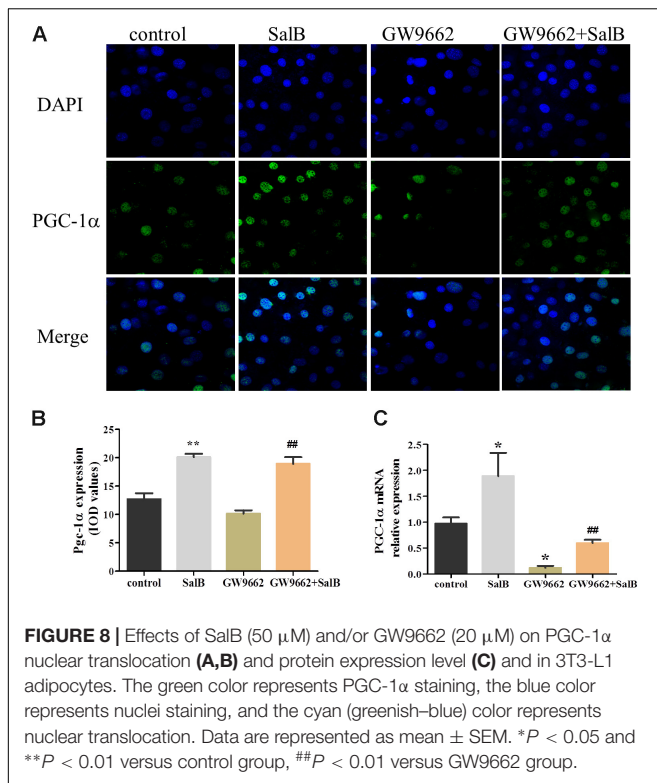 A
control SalB GW9662 GW9662+SalB
DAPI
PGC-1α
Merge
B
Pgc-1α expression
(IOD values)
25
20
15
10
5
0
**
##
control SalB GW9662 GW9662+SalB
C
PGC-1α mRNA
relative expression
2.5
2.0
1.5
1.0
0.5
0.0
*
*
##
control SalB GW9662 GW9662+SalB
FIGURE 8 | Effects of SalB (50 μM) and/or GW9662 (20 μM) on PGC-1α
nuclear translocation (A,B) and protein expression level (C) and in 3T3-L1
adipocytes. The green color represents PGC-1α staining, the blue color
represents nuclei staining, and the cyan (greenish–blue) color represents
nuclear translocation. Data are represented as mean ± SEM. *P < 0.05 and
**P < 0.01 versus control group, ##P < 0.01 versus GW9662 group.